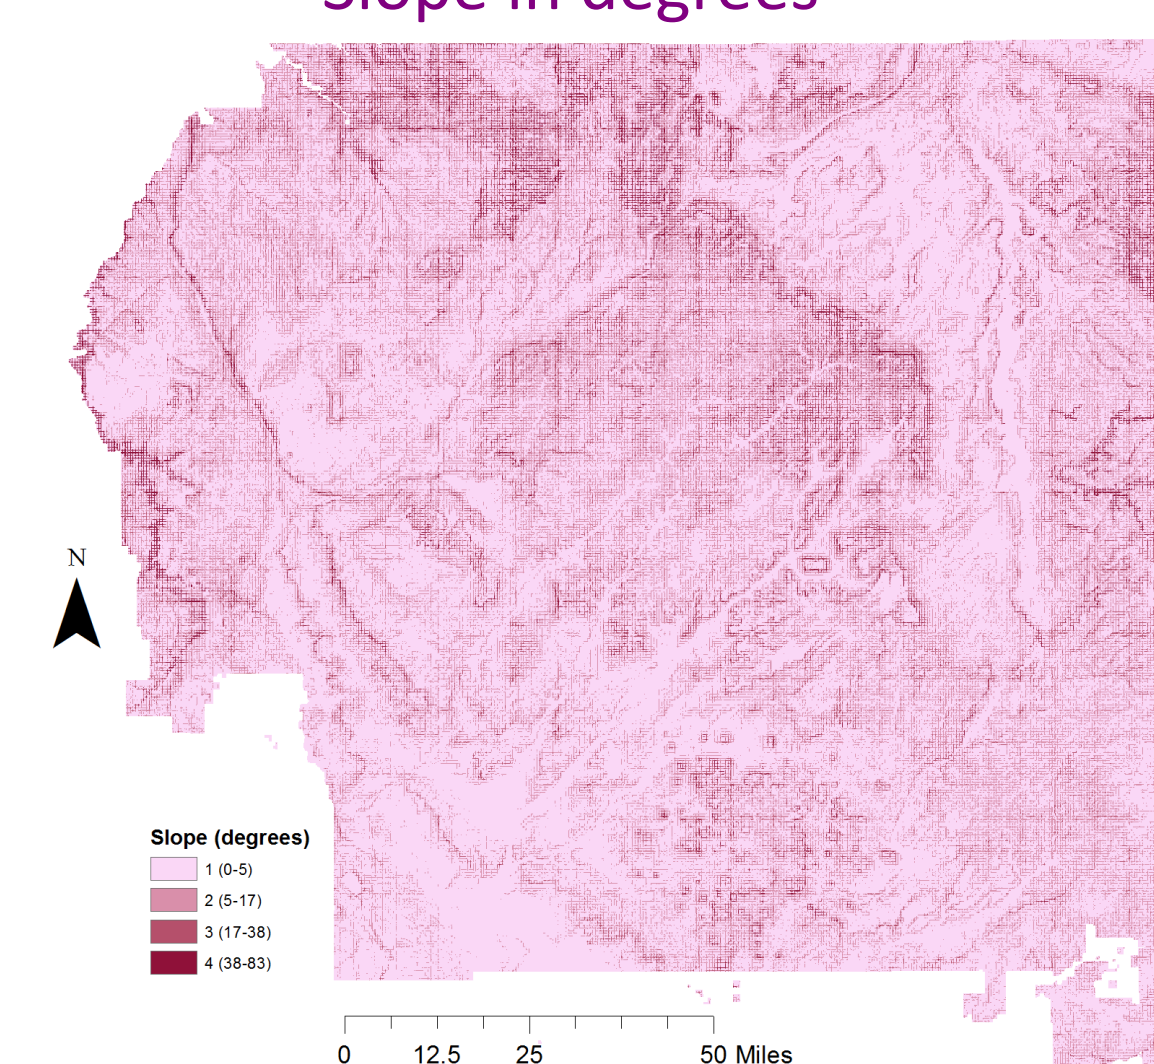 Slope in degrees
N
Slope (degrees)
1 (0-5)
2 (5-17)
3 (17-38)
4 (38-83)
0 12.5 25 50 Miles